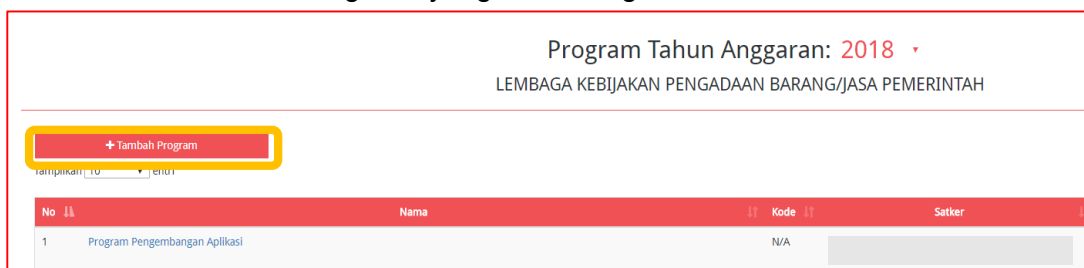 Program Tahun Anggaran: 2018
LEMBAGA KEBIJAKAN PENGADAAN BARANG/JASA PEMERINTAH
+ Tambah Program
Tampilkan 10 entri
No Nama Kode Satker
1 Program Pengembangan Aplikasi N/A